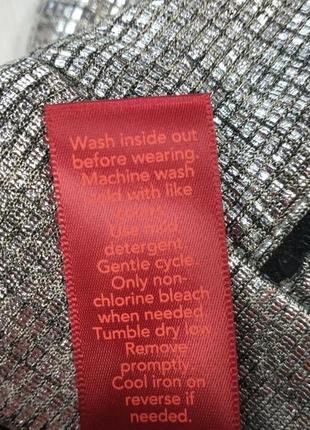 Wash inside out
before wearing.
Machine wash
cold with like
colors.
Use mild
detergent.
Gentle cycle.
Only non-
chlorine bleach
when needed
Tumble dry low.
Remove
promptly.
Cool iron on
reverse if
needed.